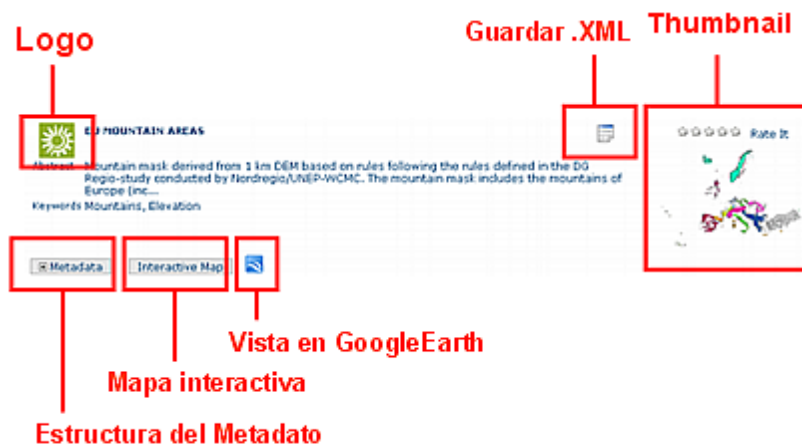 Logo
Guardar .XML
Thumbnail
EU MOUNTAIN AREAS
Rate It
Abstract Mountain mask derived from 1 km DEM based on rules following the rules defined in the DG
Regio-study conducted by Nordregio/UNEP-WCMC. The mountain mask includes the mountains of
Europe (inc...
Keywords Mountains, Elevation
Metadata
Interactive Map
Vista en GoogleEarth
Mapa interactiva
Estructura del Metadato